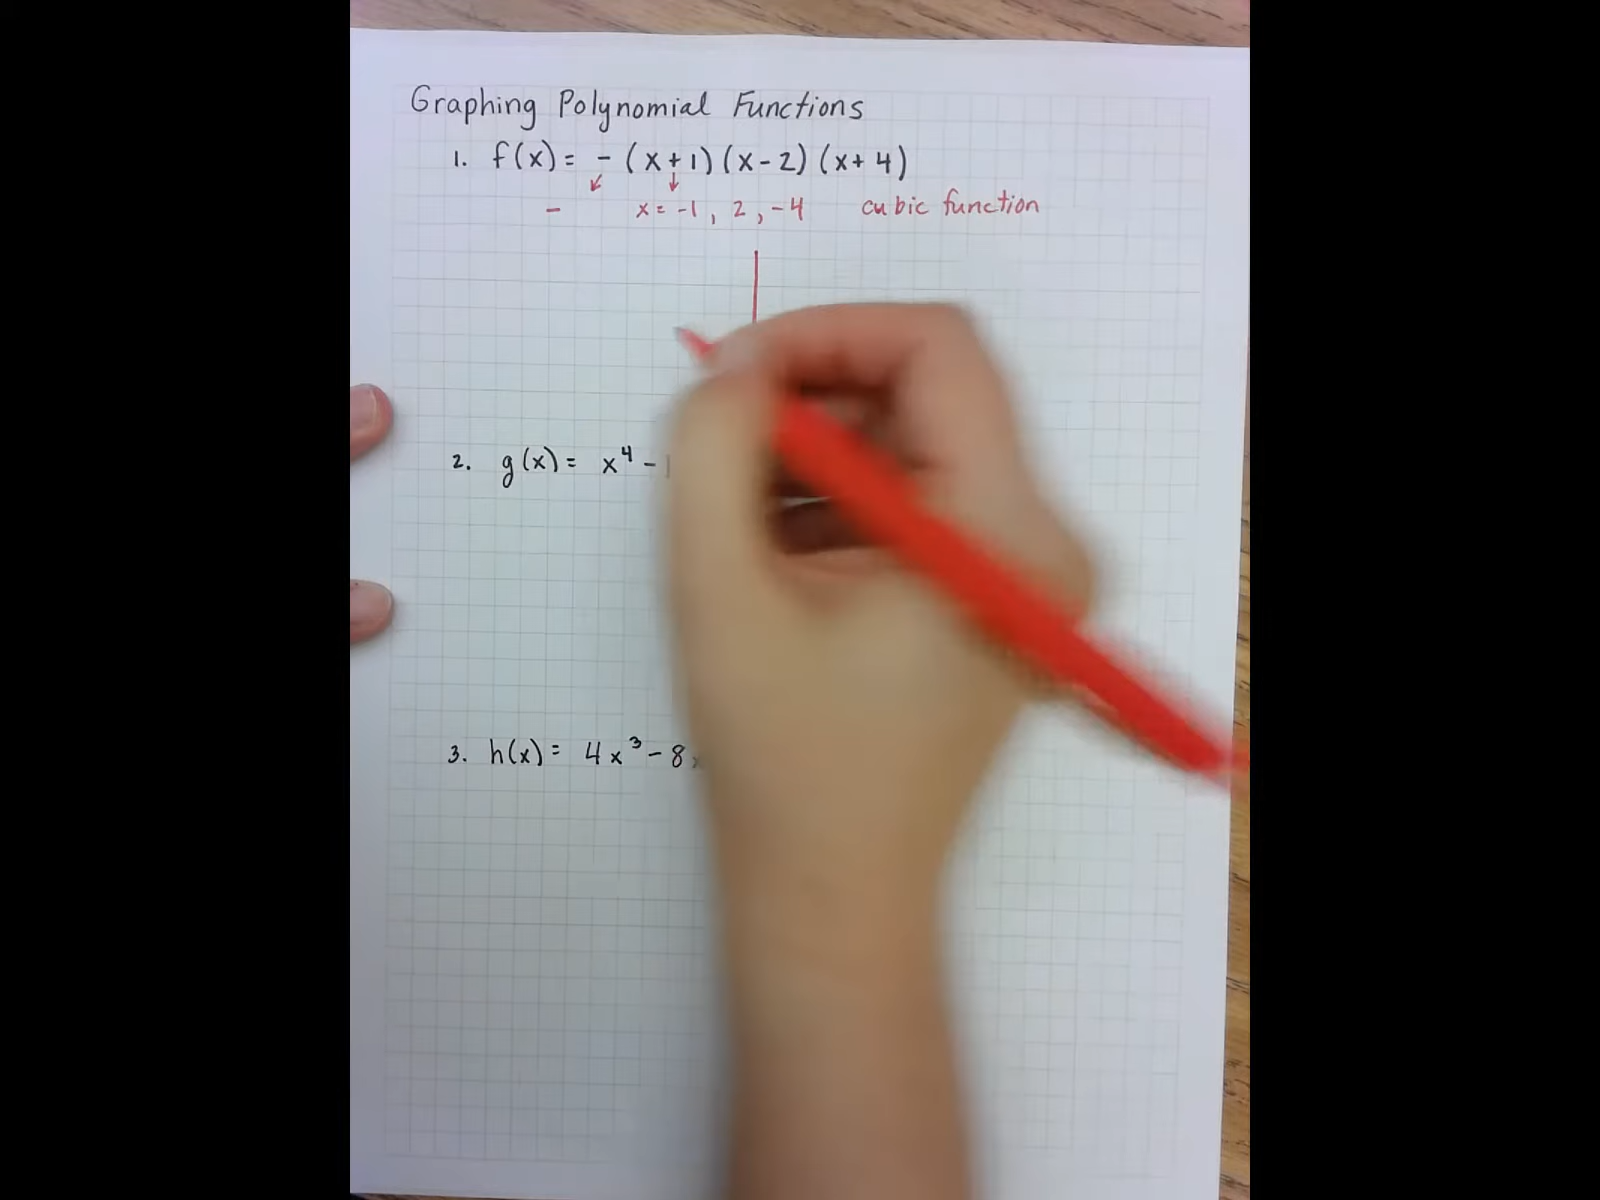 Graphing Polynomial Functions
1. f(x) = - (x + 1)(x - 2)(x + 4)
- x = -1, 2, -4 cubic function
2. g(x) = x⁴ -
3. h(x) = 4x³ - 8